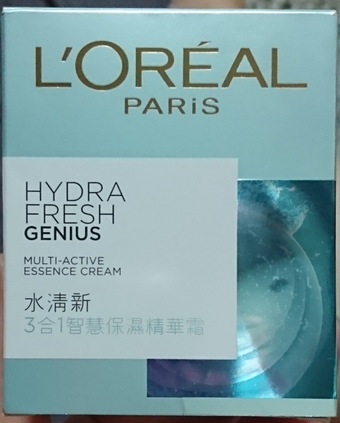 L'ORÉAL
PARiS
HYDRA
FRESH
GENIUS
MULTI-ACTIVE
ESSENCE CREAM
水清新
3合1智慧保濕精華霜